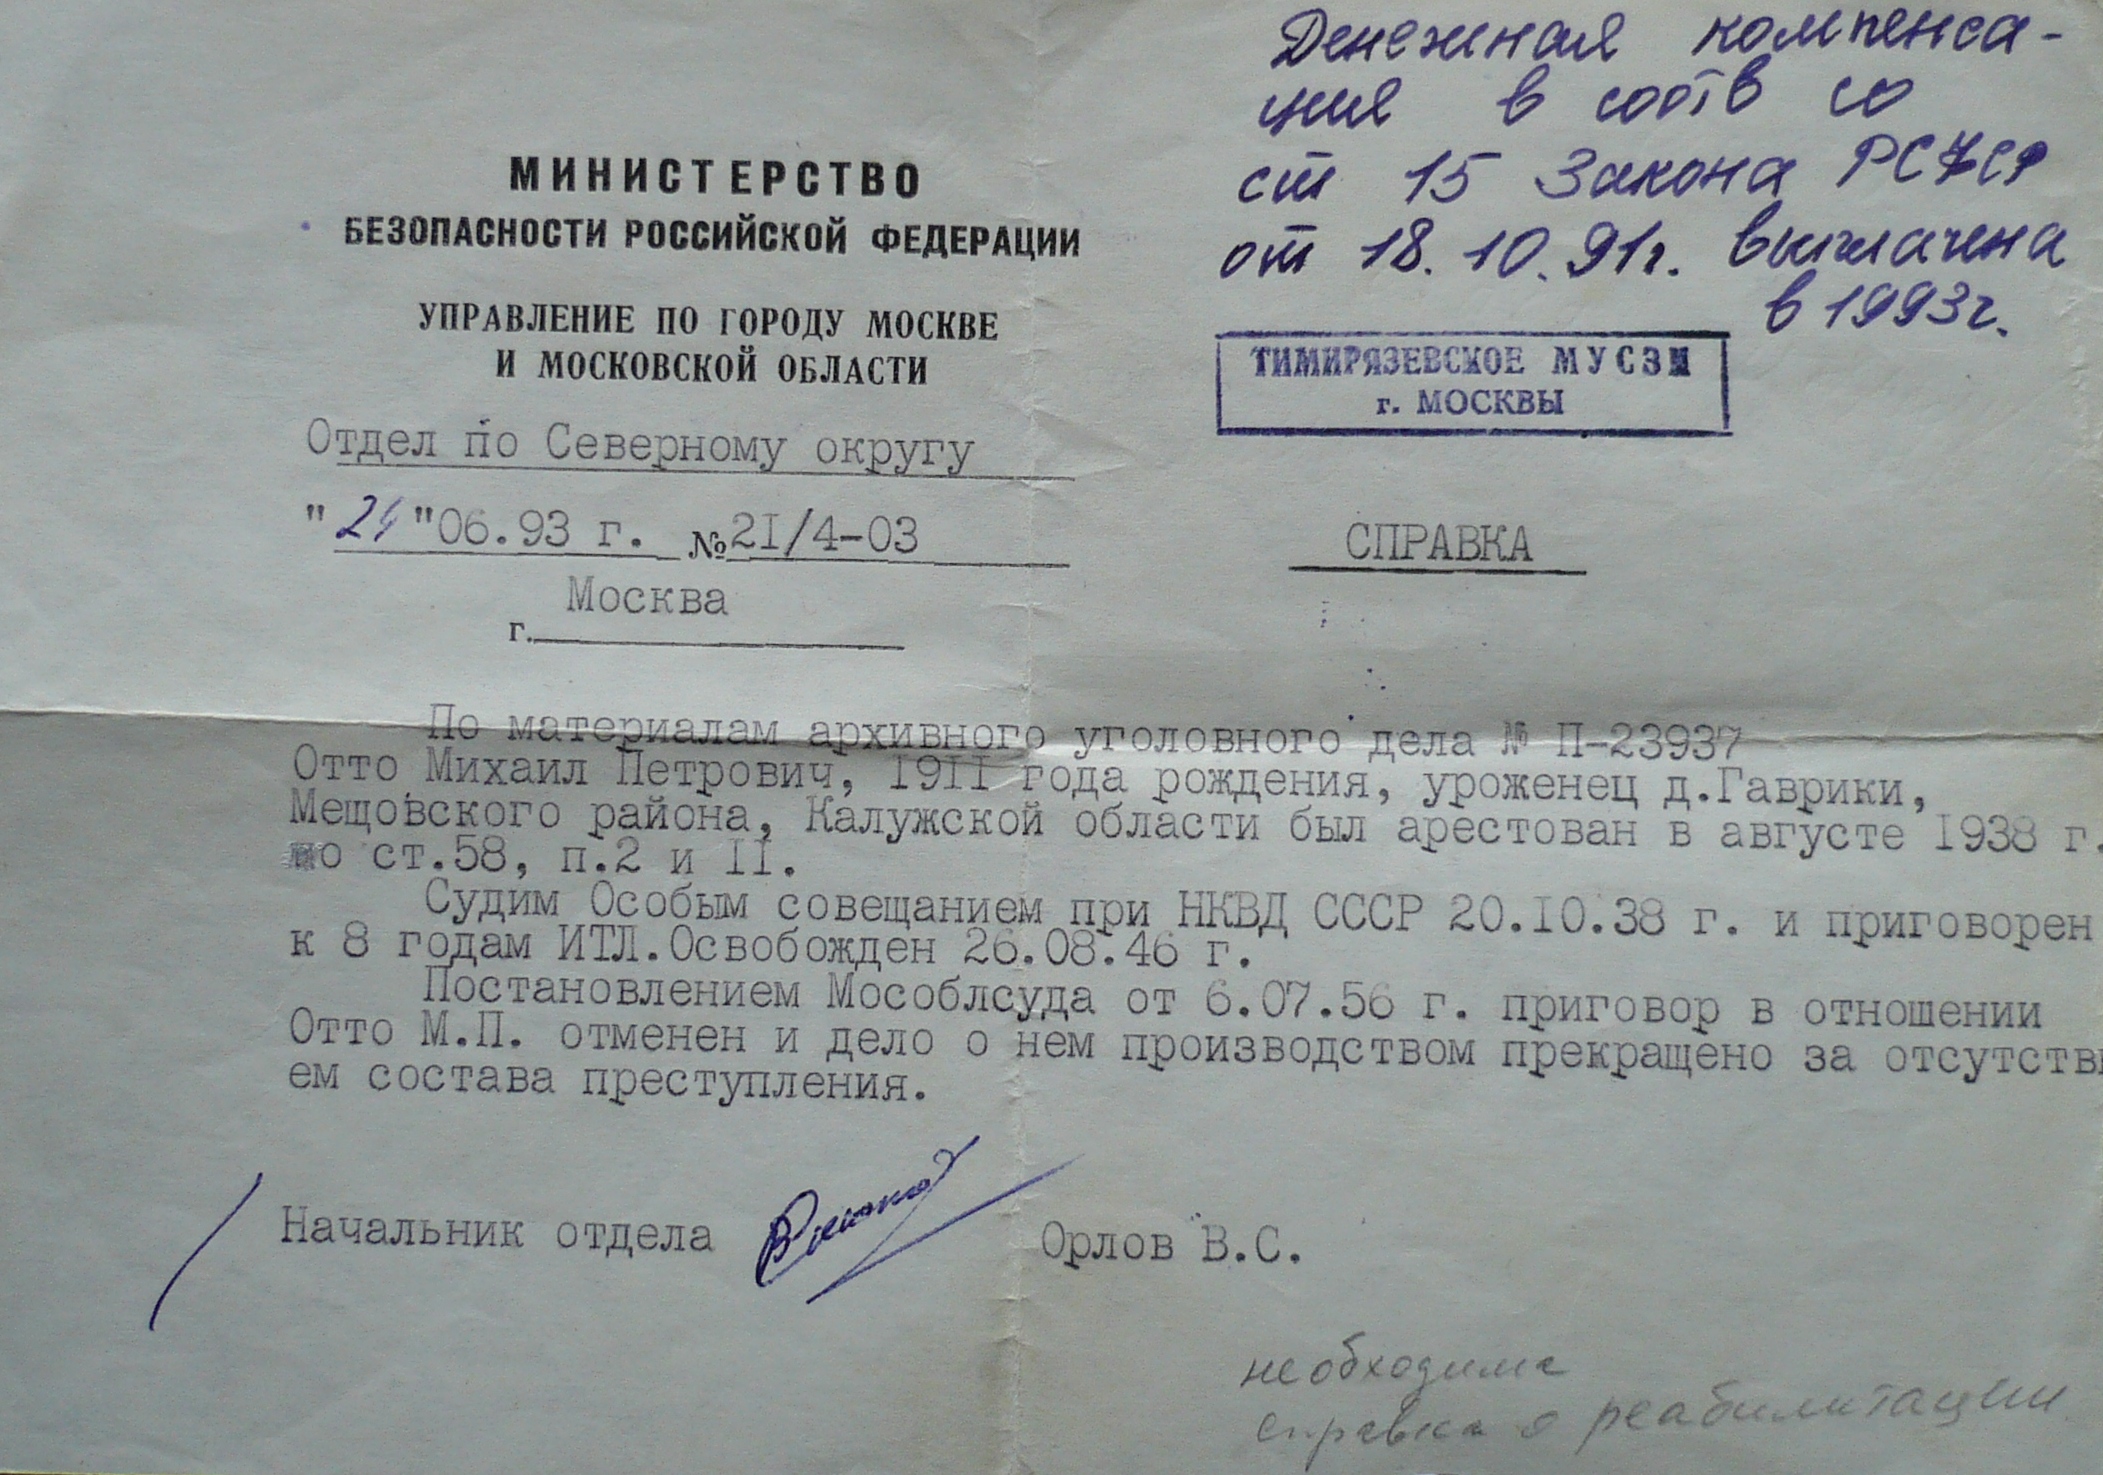 Денежная компенса-
ция в соотв со
ст 15 Закона РСФСР
от 18.10.91г. выплачена
в 1993г.
МИНИСТЕРСТВО
БЕЗОПАСНОСТИ РОССИЙСКОЙ ФЕДЕРАЦИИ
УПРАВЛЕНИЕ ПО ГОРОДУ МОСКВЕ
И МОСКОВСКОЙ ОБЛАСТИ
ТИМИРЯЗЕВСКОЕ МУСЗН
г. МОСКВЫ
Отдел по Северному округу
"24"06.93 г. №2I/4-03
Москва
г.
СПРАВКА
По материалам архивного уголовного дела № П-23937
Отто Михаил Петрович, I9II года рождения, уроженец д.Гаврики,
Мещовского района, Калужской области был арестован в августе I938 г.
по ст.58, п.2 и II.
Судим Особым совещанием при НКВД СССР 20.I0.38 г. и приговорен
к 8 годам ИТЛ.Освобожден 26.08.46 г.
Постановлением Мособлсуда от 6.07.56 г. приговор в отношении
Отто М.П. отменен и дело о нем производством прекращено за отсутстви
ем состава преступления.
Начальник отдела Орлов В.С.
необходима
справка о реабилитации